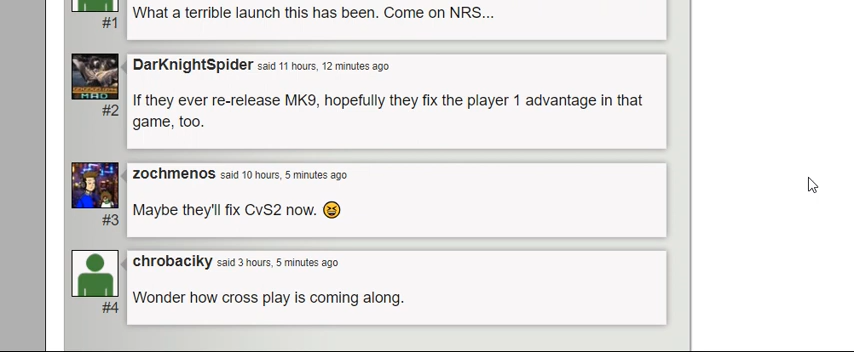 What a terrible launch this has been. Come on NRS...
#1
DarKnightSpider said 11 hours, 12 minutes ago
MAD
#2
If they ever re-release MK9, hopefully they fix the player 1 advantage in that
game, too.
zochmenos said 10 hours, 5 minutes ago
#3
Maybe they'll fix CvS2 now. 😆
chrobaciky said 3 hours, 5 minutes ago
#4
Wonder how cross play is coming along.